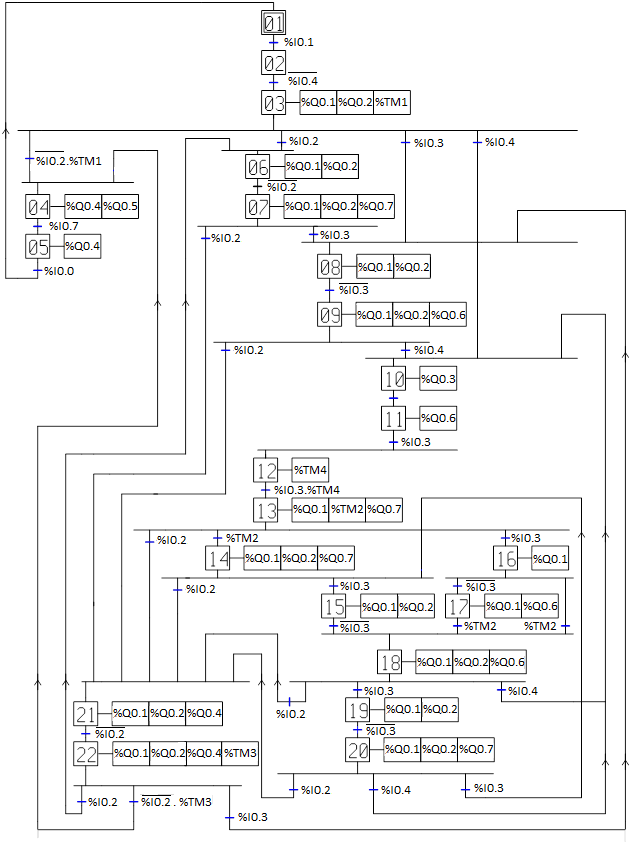 01
%I0.1
02
%I0.4
03 %Q0.1 %Q0.2 %TM1
%I0.2.%TM1 %I0.2 %I0.3 %I0.4
06 %Q0.1 %Q0.2
%I0.2
04 %Q0.4 %Q0.5 07 %Q0.1 %Q0.2 %Q0.7
%I0.7
05 %Q0.4 %I0.2 %I0.3
%I0.0 08 %Q0.1 %Q0.2
%I0.3
09 %Q0.1 %Q0.2 %Q0.6
%I0.2 %I0.4
10 %Q0.3
11 %Q0.6
%I0.3
12 %TM4
%I0.3.%TM4
13 %Q0.1 %TM2 %Q0.7
%I0.2 %TM2 %I0.3
14 %Q0.1 %Q0.2 %Q0.7 16 %Q0.1
%I0.2 %I0.3 %I0.3
15 %Q0.1 %Q0.2 17 %Q0.1 %Q0.6
%I0.3 %TM2 %TM2
18 %Q0.1 %Q0.2 %Q0.6
%I0.3 %I0.4
%I0.2
21 %Q0.1 %Q0.2 %Q0.4 19 %Q0.1 %Q0.2
%I0.2 %I0.3
22 %Q0.1 %Q0.2 %Q0.4 %TM3 20 %Q0.1 %Q0.2 %Q0.7
%I0.2 %I0.4 %I0.3
%I0.2 %I0.2 . %TM3 %I0.3